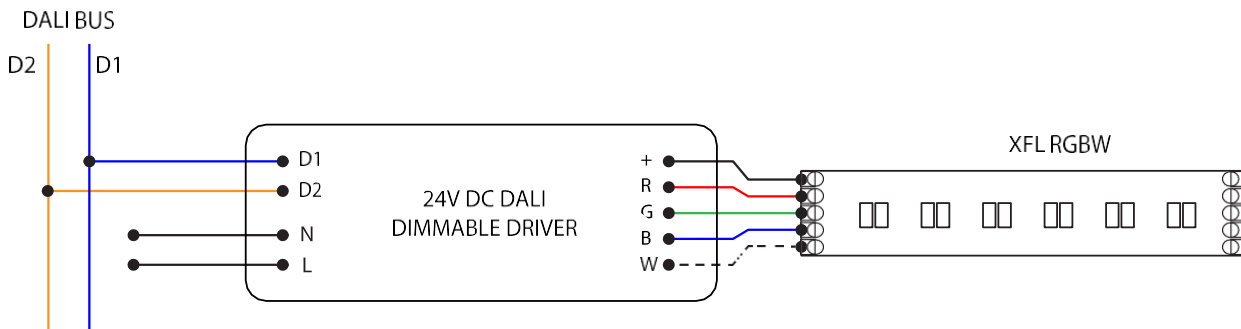 DALI BUS
D2
D1
D1
D2
N
L
24V DC DALI
DIMMABLE DRIVER
+
R
G
B
W
XFL RGBW